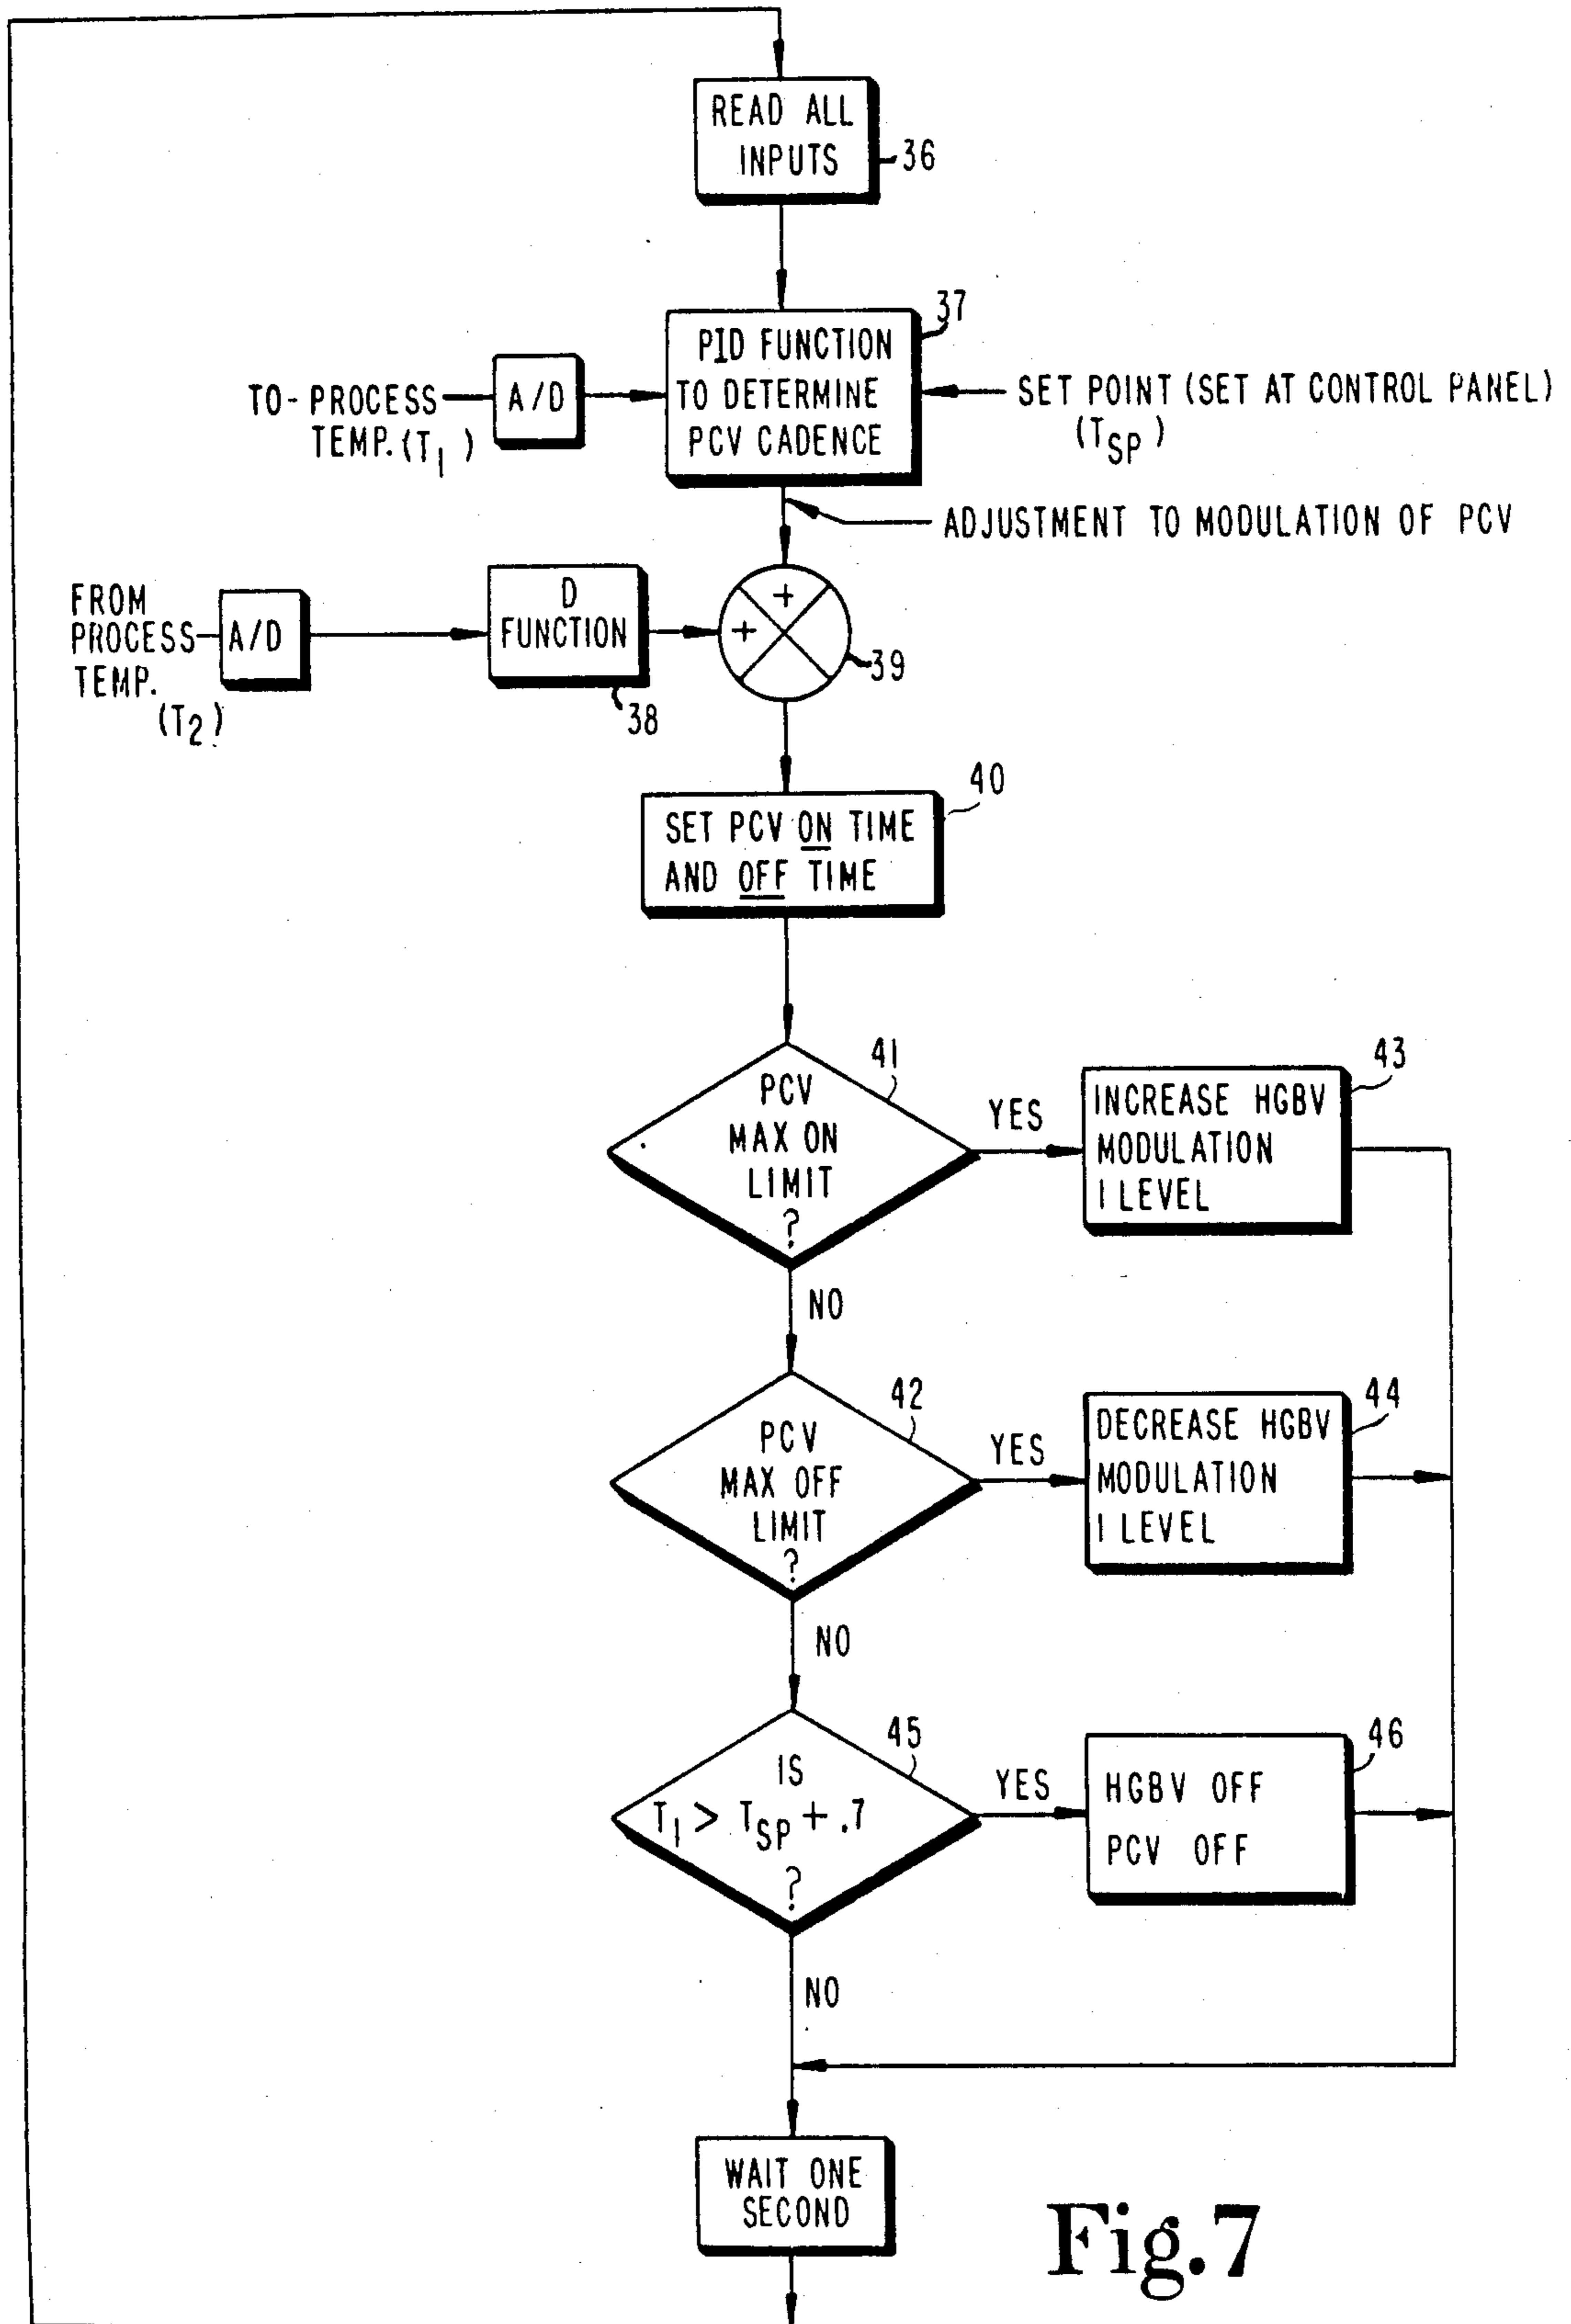 READ ALL
INPUTS
36
37
PID FUNCTION
TO DETERMINE
PCV CADENCE
TO-PROCESS
TEMP. (T1)
A/D
SET POINT (SET AT CONTROL PANEL)
(TSP)
ADJUSTMENT TO MODULATION OF PCV
FROM
PROCESS
TEMP.
(T2)
A/D
D
FUNCTION
38
+
+
39
40
SET PCV ON TIME
AND OFF TIME
41
PCV
MAX ON
LIMIT
?
YES
43
INCREASE HGBV
MODULATION
1 LEVEL
NO
42
PCV
MAX OFF
LIMIT
?
YES
44
DECREASE HGBV
MODULATION
1 LEVEL
NO
45
IS
T1 > TSP + .7
?
YES
46
HGBV OFF
PCV OFF
NO
WAIT ONE
SECOND
Fig.7